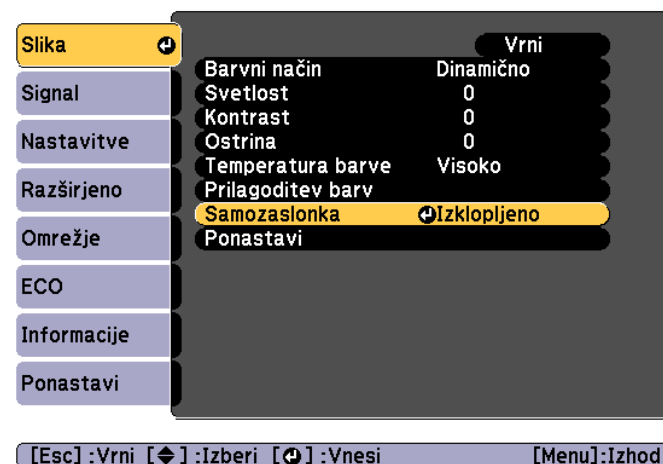 Slika
Signal
Nastavitve
Razširjeno
Omrežje
ECO
Informacije
Ponastavi
Vrni
Barvni način Dinamično
Svetlost 0
Kontrast 0
Ostrina 0
Temperatura barve Visoko
Prilagoditev barv
Samozaslonka Izklopljeno
Ponastavi
[Esc] :Vrni [◆] :Izberi [⏎] :Vnesi [Menu]:Izhod